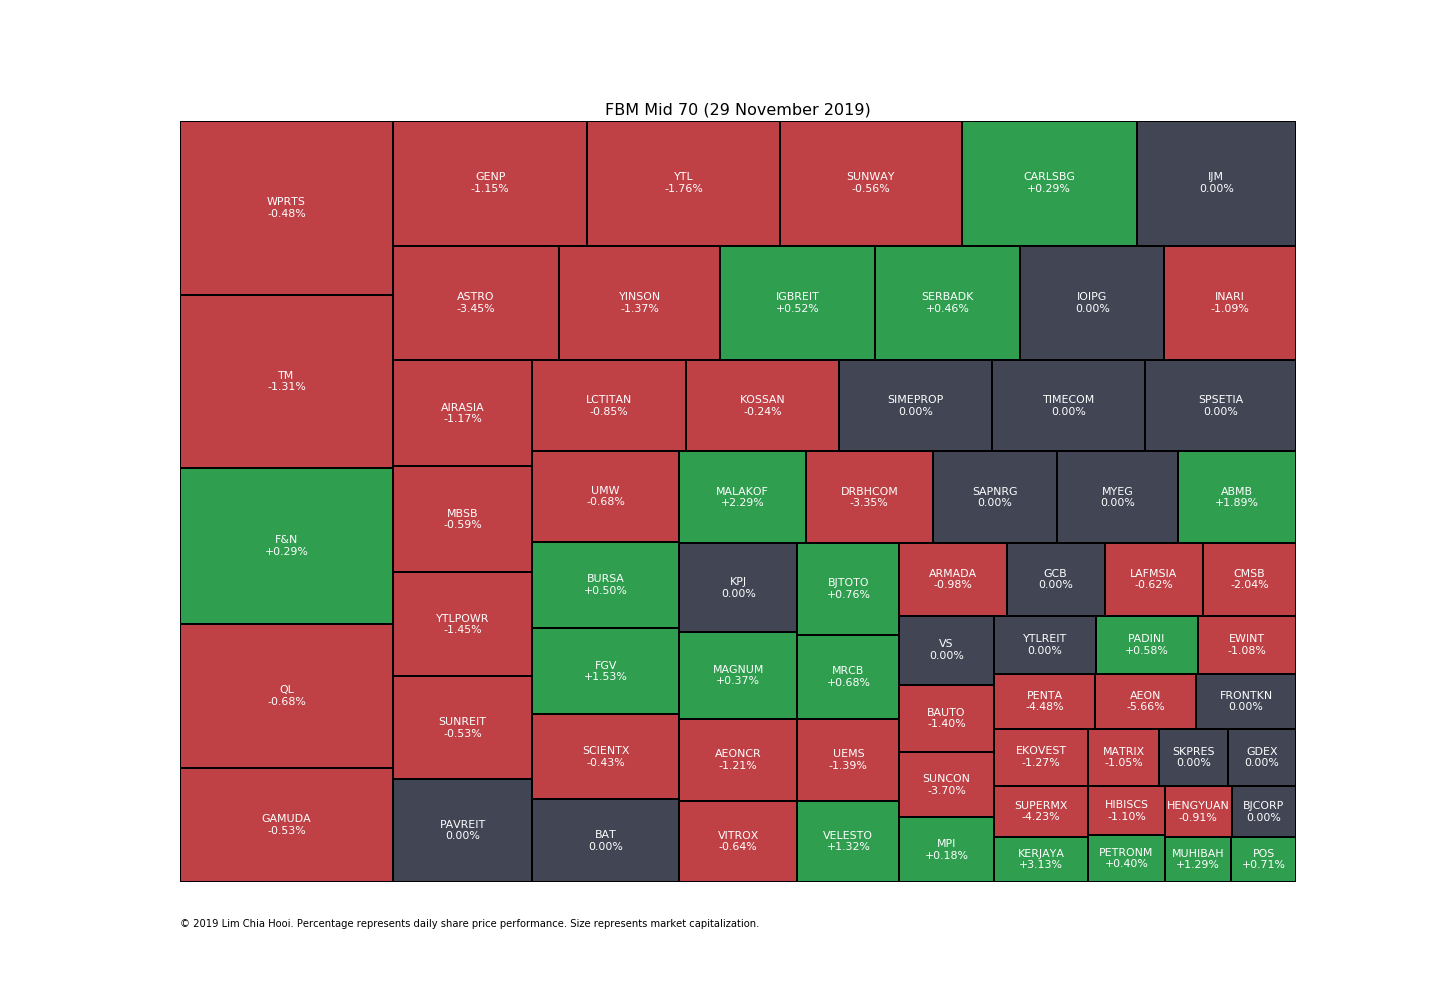 FBM Mid 70 (29 November 2019)
WPRTS
-0.48%
TM
-1.31%
F&N
+0.29%
QL
-0.68%
GAMUDA
-0.53%
GENP
-1.15%
YTL
-1.76%
SUNWAY
-0.56%
CARLSBG
+0.29%
IJM
0.00%
ASTRO
-3.45%
YINSON
-1.37%
IGBREIT
+0.52%
SERBADK
+0.46%
IOIPG
0.00%
INARI
-1.09%
AIRASIA
-1.17%
MBSB
-0.59%
YTLPOWR
-1.45%
SUNREIT
-0.53%
PAVREIT
0.00%
LCTITAN
-0.85%
KOSSAN
-0.24%
SIMEPROP
0.00%
TIMECOM
0.00%
SPSETIA
0.00%
UMW
-0.68%
BURSA
+0.50%
FGV
+1.53%
SCIENTX
-0.43%
BAT
0.00%
MALAKOF
+2.29%
DRBHCOM
-3.35%
SAPNRG
0.00%
MYEG
0.00%
ABMB
+1.89%
KPJ
0.00%
MAGNUM
+0.37%
AEONCR
-1.21%
VITROX
-0.64%
BJTOTO
+0.76%
MRCB
+0.68%
UEMS
-1.39%
VELESTO
+1.32%
ARMADA
-0.98%
GCB
0.00%
LAFMSIA
-0.62%
CMSB
-2.04%
VS
0.00%
BAUTO
-1.40%
SUNCON
-3.70%
MPI
+0.18%
YTLREIT
0.00%
PADINI
+0.58%
EWINT
-1.08%
PENTA
-4.48%
AEON
-5.66%
FRONTKN
0.00%
EKOVEST
-1.27%
MATRIX
-1.05%
SKPRES
0.00%
GDEX
0.00%
SUPERMX
-4.23%
HIBISCS
-1.10%
HENGYUAN
-0.91%
BJCORP
0.00%
KERJAYA
+3.13%
PETRONM
+0.40%
MUHIBAH
+1.29%
POS
+0.71%
© 2019 Lim Chia Hooi. Percentage represents daily share price performance. Size represents market capitalization.